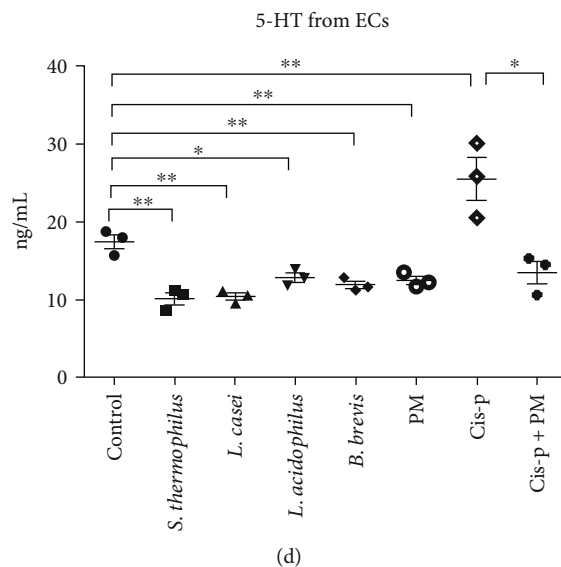 5-HT from ECs
40
30
20
10
0
ng/mL
**
*
**
**
*
**
**
Control
S. thermophilus
L. casei
L. acidophilus
B. brevis
PM
Cis-p
Cis-p + PM
(d)